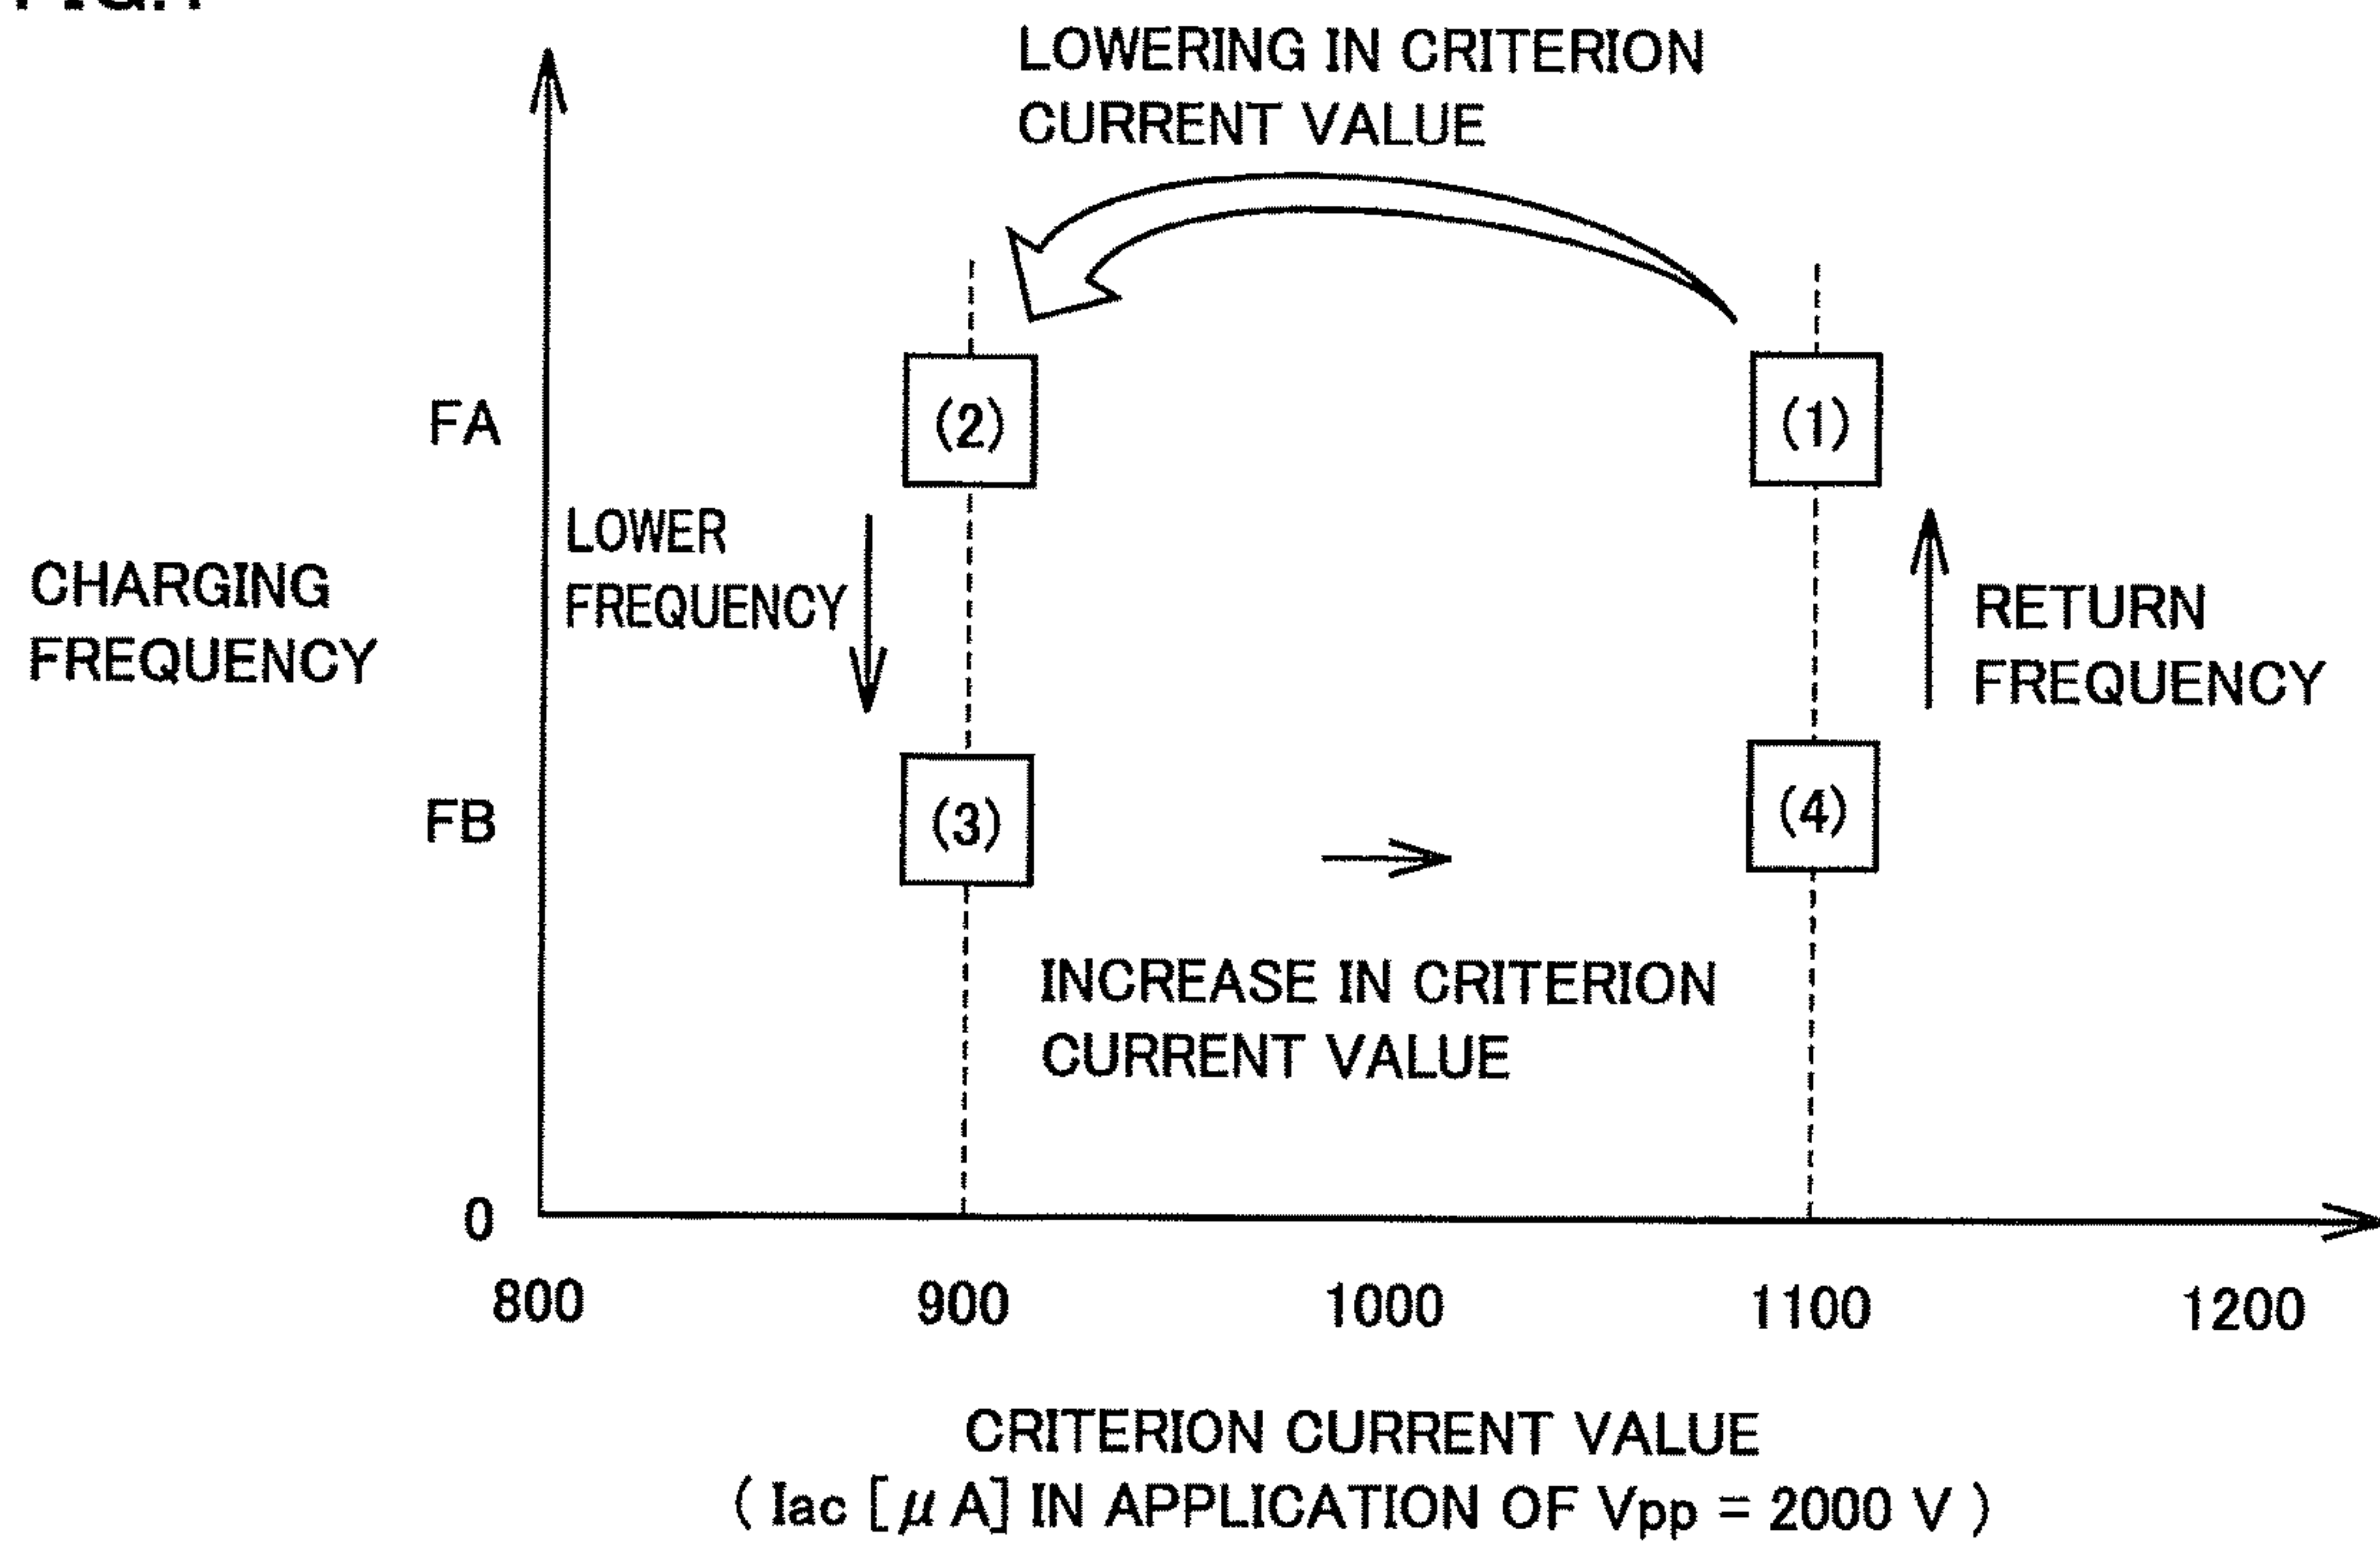 LOWERING IN CRITERION
CURRENT VALUE
FA
(2)
(1)
LOWER
FREQUENCY
CHARGING
FREQUENCY
RETURN
FREQUENCY
FB
(3)
(4)
INCREASE IN CRITERION
CURRENT VALUE
0
800 900 1000 1100 1200
CRITERION CURRENT VALUE
( Iac [μA] IN APPLICATION OF Vpp = 2000 V )